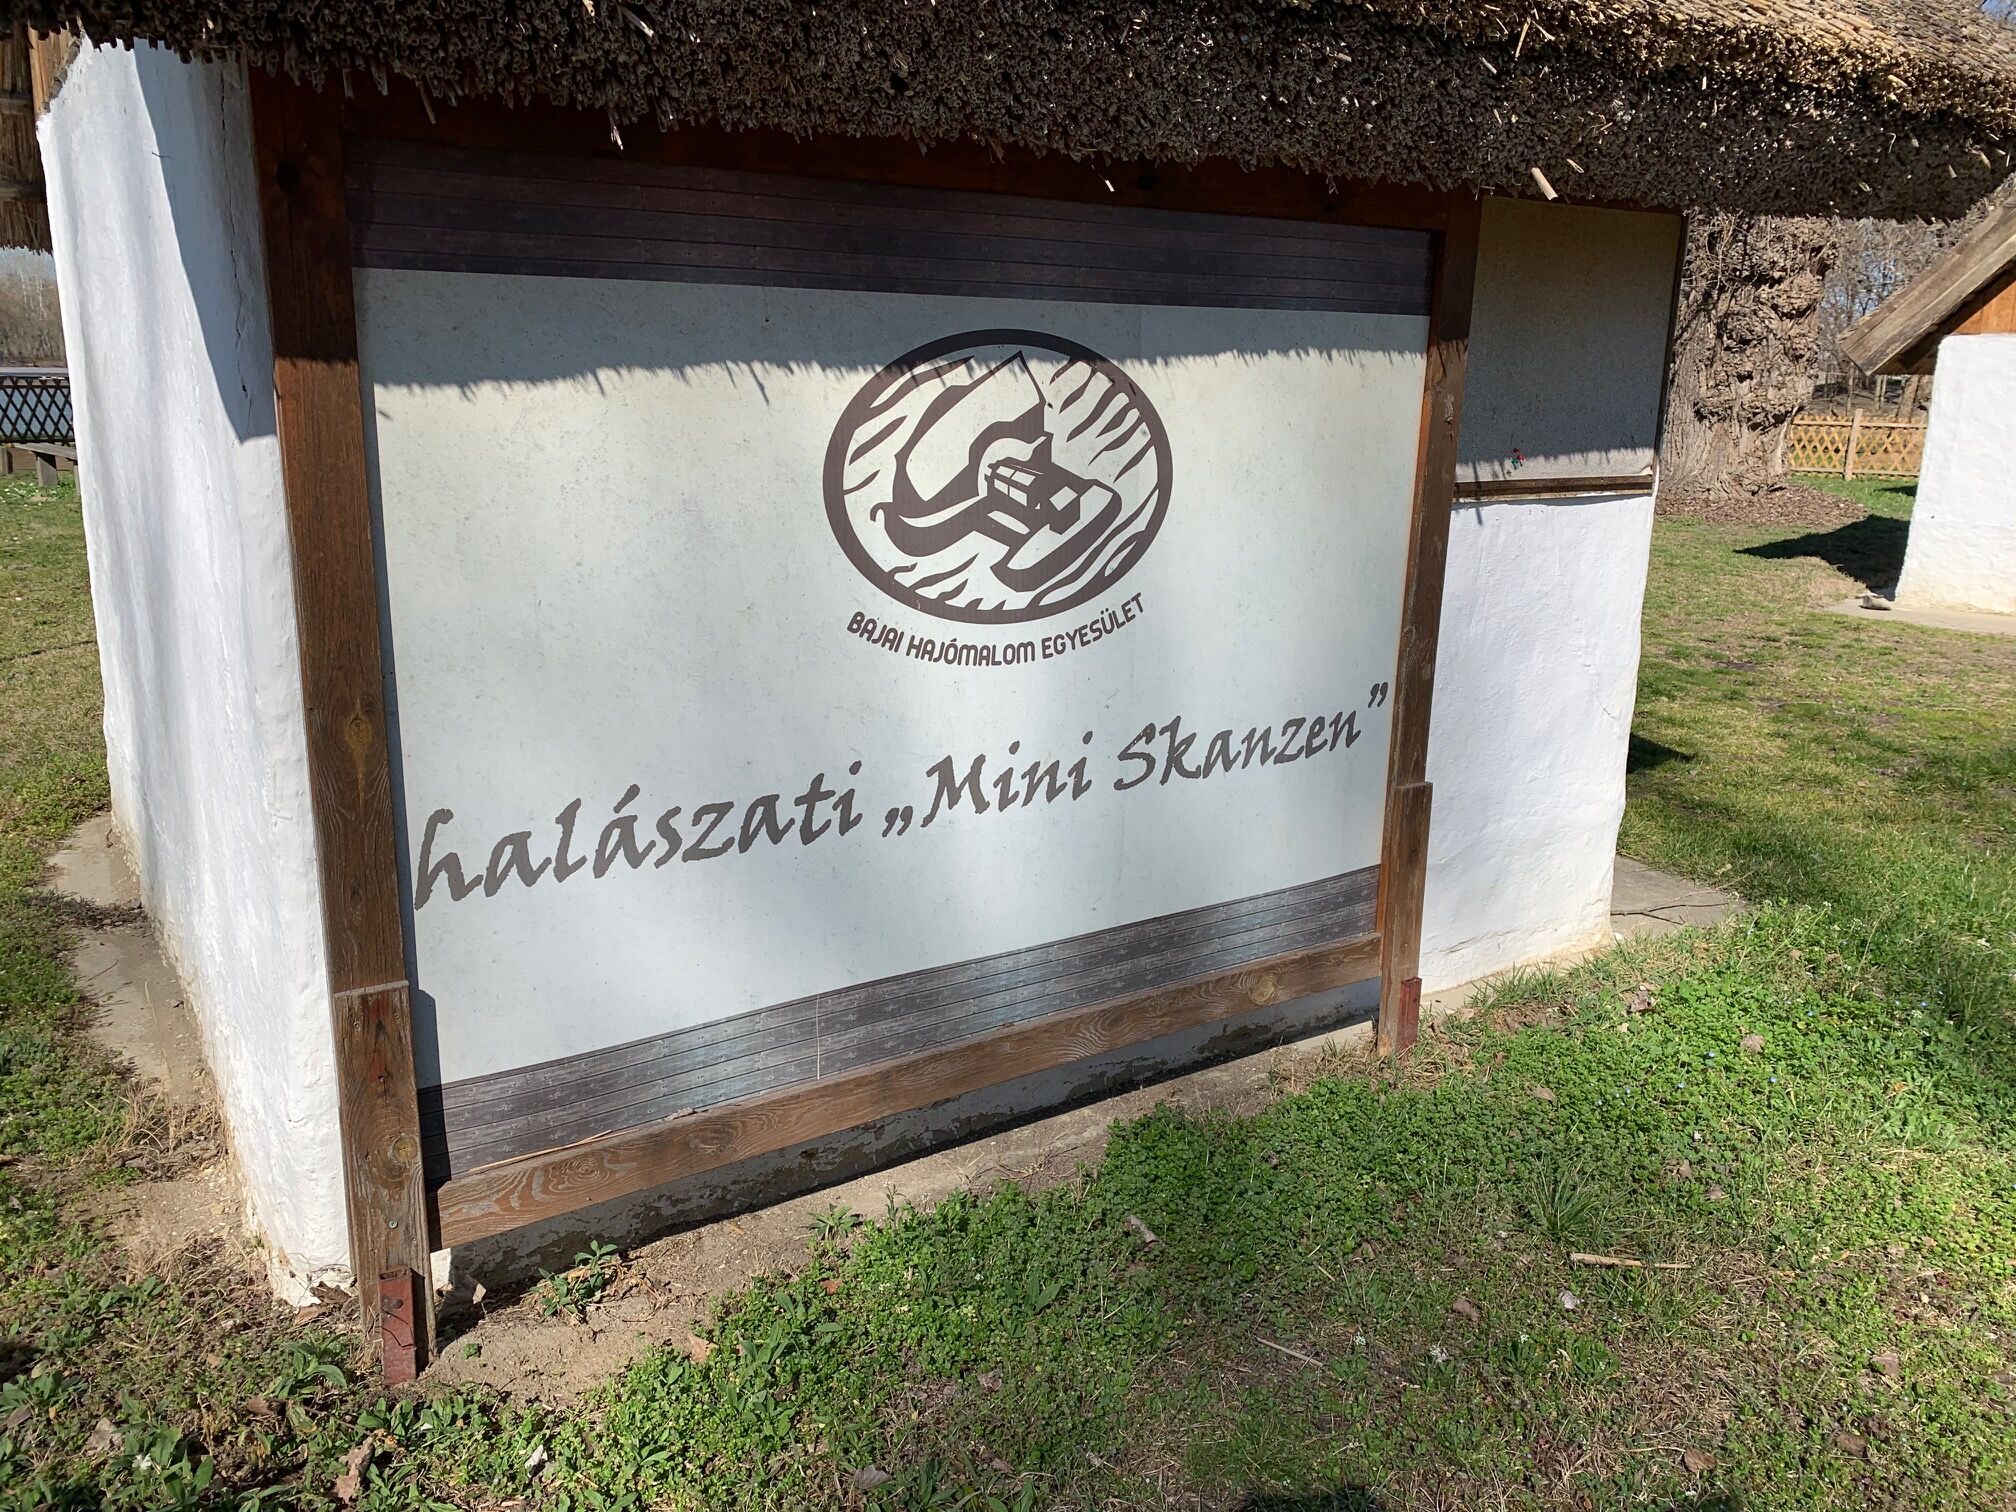 BAJAI HAJÓMALOM EGYESÜLET
halászati „Mini Skanzen”